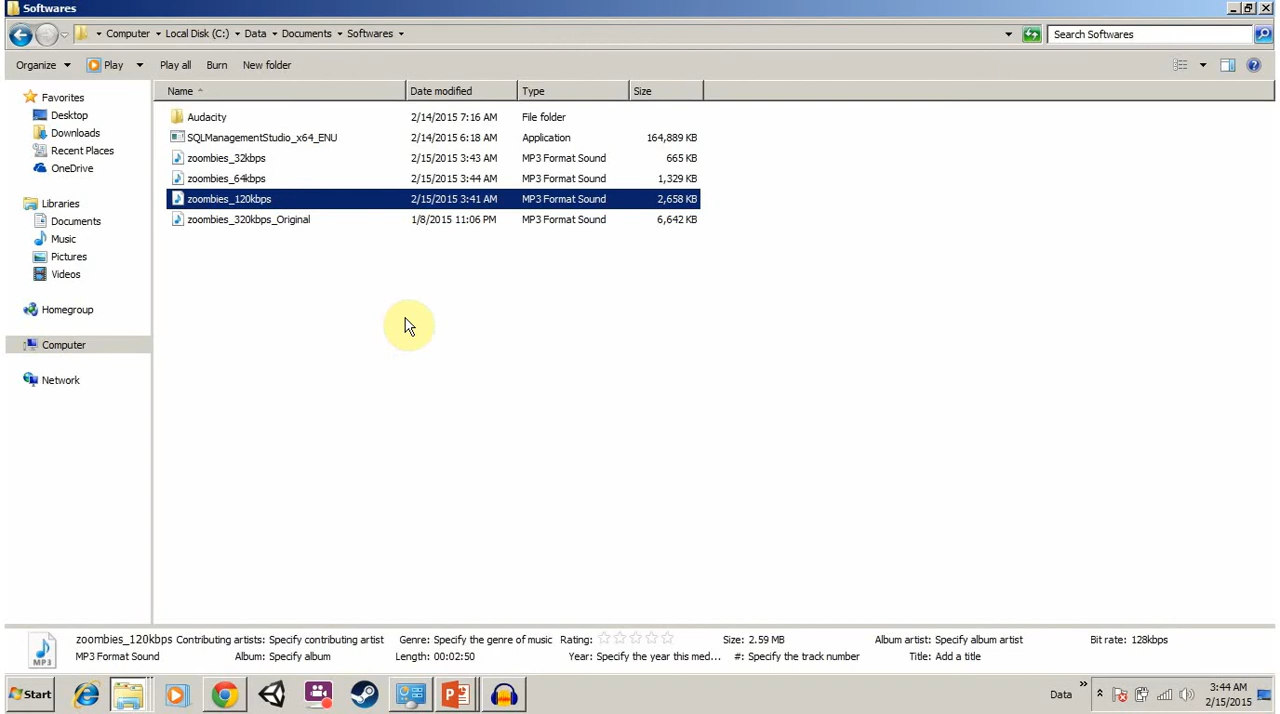 Softwares
Computer Local Disk (C:) Data Documents Softwares Search Softwares
Organize Play Play all Burn New folder
Name Date modified Type Size
Favorites
Desktop
Downloads
Recent Places
OneDrive
Libraries
Documents
Music
Pictures
Videos
Homegroup
Computer
Network
Audacity 2/14/2015 7:16 AM File folder
SQLManagementStudio_x64_ENU 2/14/2015 6:18 AM Application 164,889 KB
zoombies_32kbps 2/15/2015 3:43 AM MP3 Format Sound 665 KB
zoombies_64kbps 2/15/2015 3:44 AM MP3 Format Sound 1,329 KB
zoombies_120kbps 2/15/2015 3:41 AM MP3 Format Sound 2,658 KB
zoombies_320kbps_Original 1/8/2015 11:06 PM MP3 Format Sound 6,642 KB
zoombies_120kbps Contributing artists: Specify contributing artist Genre: Specify the genre of music Rating: Size: 2.59 MB Album artist: Specify album artist Bit rate: 128kbps
MP3 Format Sound Album: Specify album Length: 00:02:50 Year: Specify the year this med... #: Specify the track number Title: Add a title
MP3
Start Data 3:44 AM
2/15/2015